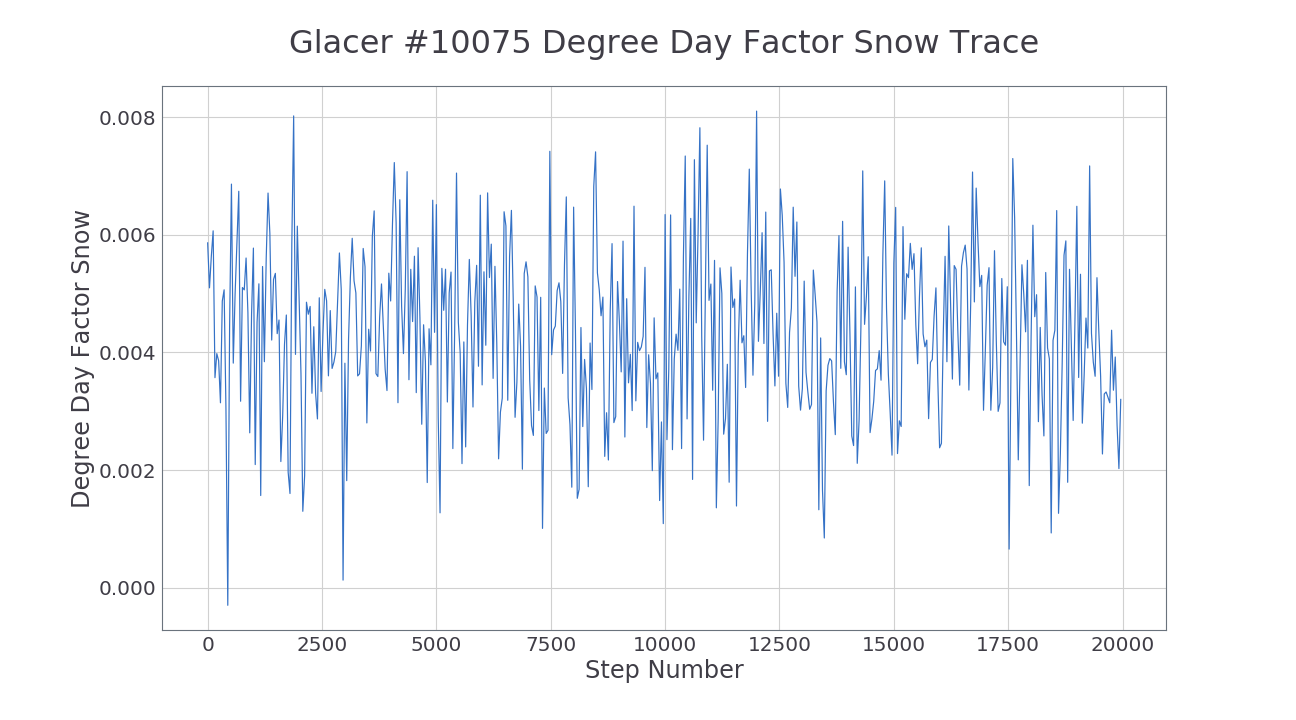 Glacer #10075 Degree Day Factor Snow Trace
Degree Day Factor Snow
0.008
0.006
0.004
0.002
0.000
0 2500 5000 7500 10000 12500 15000 17500 20000
Step Number